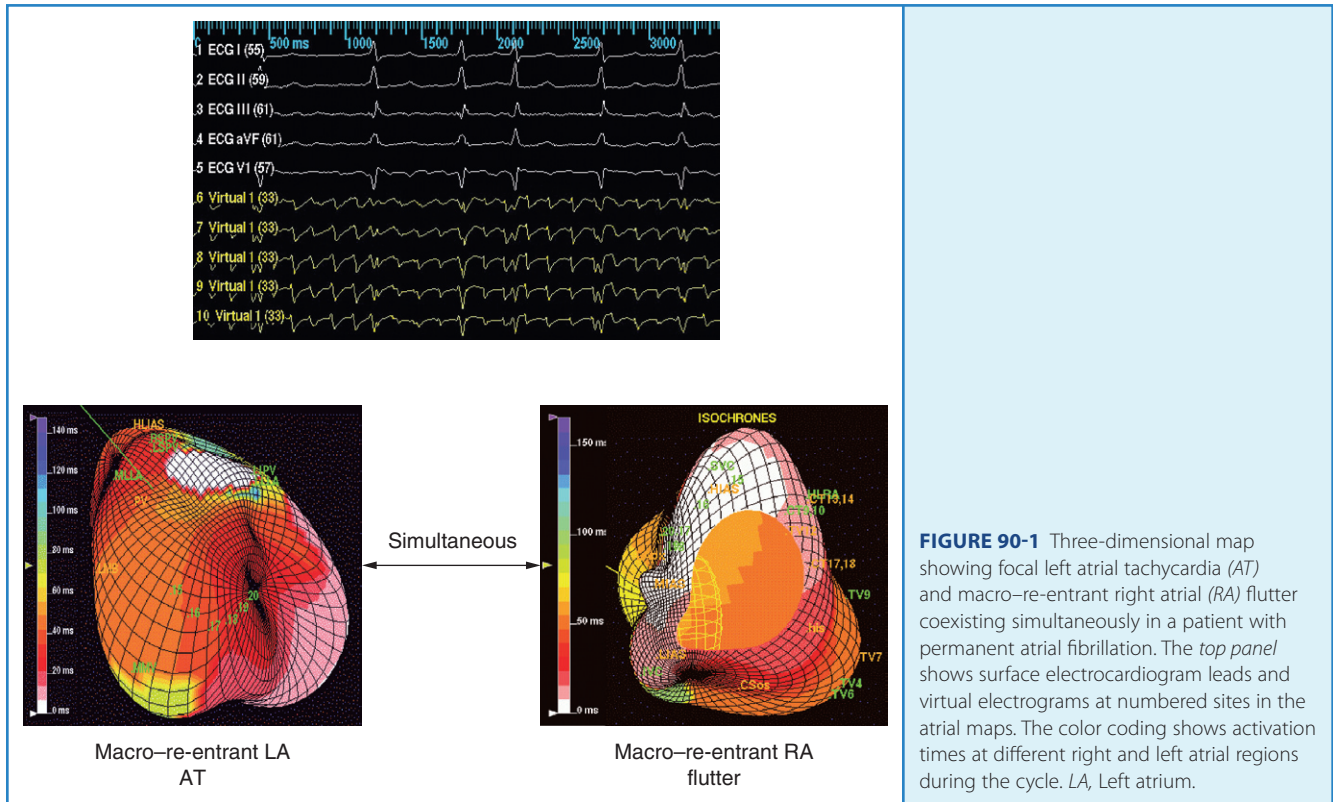 500 ms 1000 1500 2000 2500 3000
1 ECG I (55)
2 ECG II (59)
3 ECG III (61)
4 ECG aVF (61)
5 ECG V1 (57)
6 Virtual 1 (33)
7 Virtual 1 (33)
8 Virtual 1 (33)
9 Virtual 1 (33)
10 Virtual 1 (33)
140 ms
120 ms
100 ms
80 ms
60 ms
40 ms
20 ms
0 ms
MLLA
17
18
19
20
Simultaneous
ISOCHRONES
150 ms
100 ms
50 ms
0 ms
SVC
TV9
his
TV7
TV4
TV6
CSos
Macro–re-entrant LA
AT
Macro–re-entrant RA
flutter
FIGURE 90-1 Three-dimensional map
showing focal left atrial tachycardia (AT)
and macro–re-entrant right atrial (RA) flutter
coexisting simultaneously in a patient with
permanent atrial fibrillation. The top panel
shows surface electrocardiogram leads and
virtual electrograms at numbered sites in the
atrial maps. The color coding shows activation
times at different right and left atrial regions
during the cycle. LA, Left atrium.